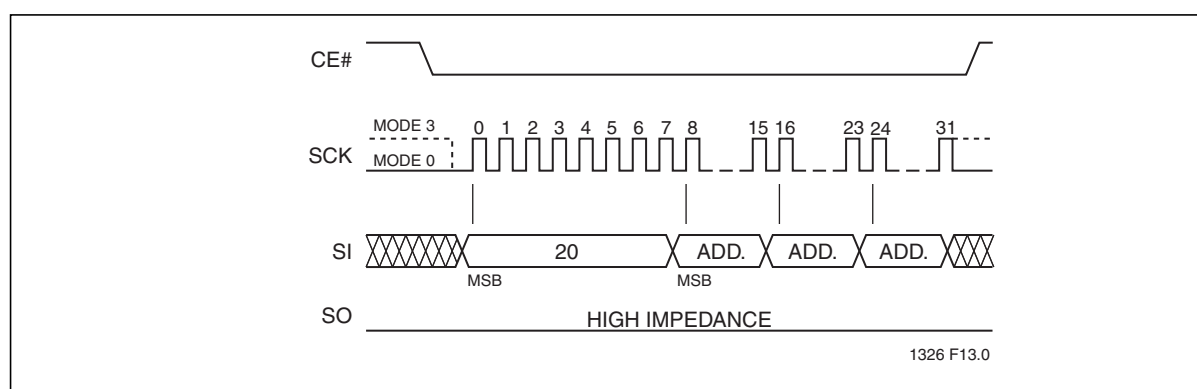 CE#
MODE 3 0 1 2 3 4 5 6 7 8 15 16 23 24 31
SCK MODE 0
SI 20 ADD. ADD. ADD.
MSB MSB
SO HIGH IMPEDANCE
1326 F13.0